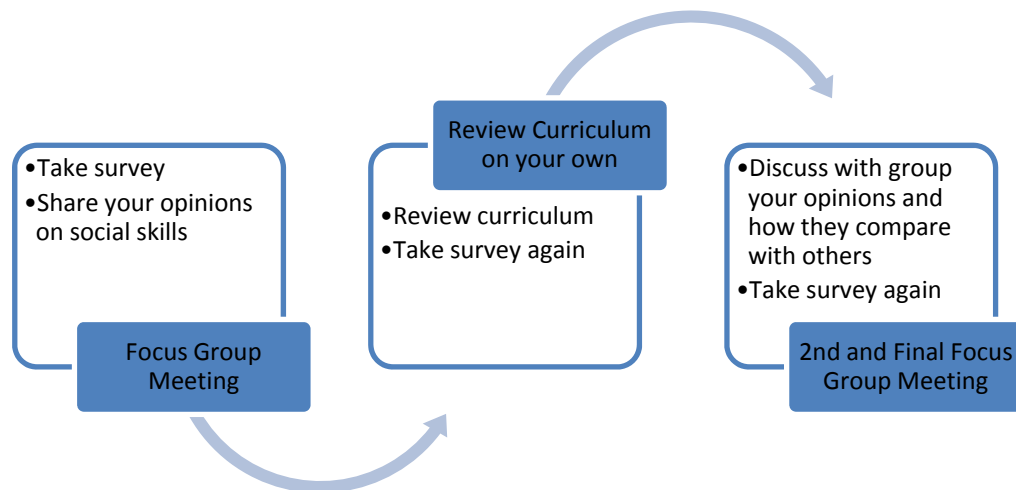 •Take survey
•Share your opinions
on social skills
Focus Group
Meeting
Review Curriculum
on your own
•Review curriculum
•Take survey again
•Discuss with group
your opinions and
how they compare
with others
•Take survey again
2nd and Final Focus
Group Meeting